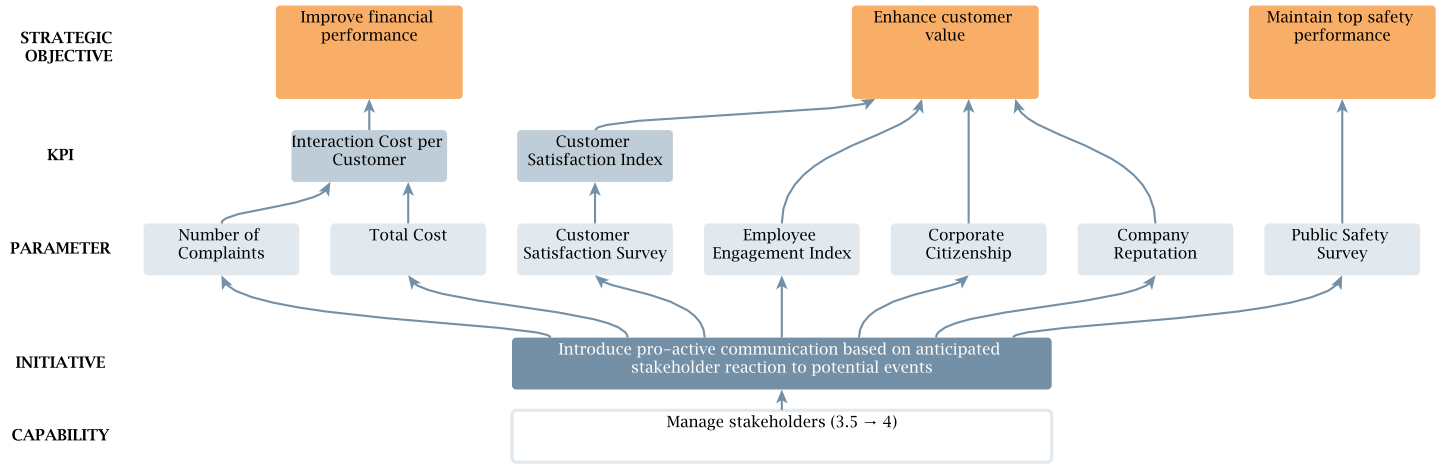 STRATEGIC
OBJECTIVE
Improve financial
performance
Enhance customer
value
Maintain top safety
performance
KPI
Interaction Cost per
Customer
Customer
Satisfaction Index
PARAMETER
Number of
Complaints
Total Cost
Customer
Satisfaction Survey
Employee
Engagement Index
Corporate
Citizenship
Company
Reputation
Public Safety
Survey
INITIATIVE
Introduce pro-active communication based on anticipated
stakeholder reaction to potential events
CAPABILITY
Manage stakeholders (3.5 → 4)